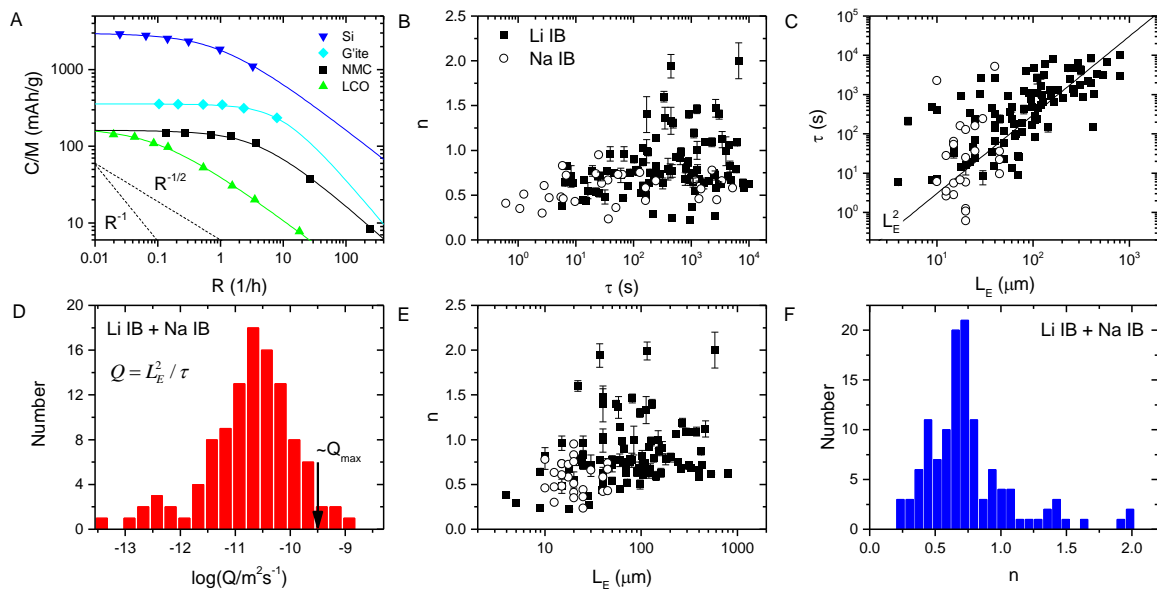 A
C/M (mAh/g)
1000
100
10
0.01 0.1 1 10 100
R (1/h)
Si
G'ite
NMC
LCO
R^-1/2
R^-1
B
n
2.5
2.0
1.5
1.0
0.5
0.0
10^0 10^1 10^2 10^3 10^4
τ (s)
Li IB
Na IB
C
τ (s)
10^5
10^4
10^3
10^2
10^1
10^0
10^1 10^2 10^3
L_E (μm)
L_E^2
D
Number
20
16
12
8
4
0
-13 -12 -11 -10 -9
log(Q/m^2s^-1)
Li IB + Na IB
Q = L_E^2 / τ
~Q_max
E
n
2.5
2.0
1.5
1.0
0.5
0.0
10 100 1000
L_E (μm)
F
Number
20
15
10
5
0
0.0 0.5 1.0 1.5 2.0
n
Li IB + Na IB